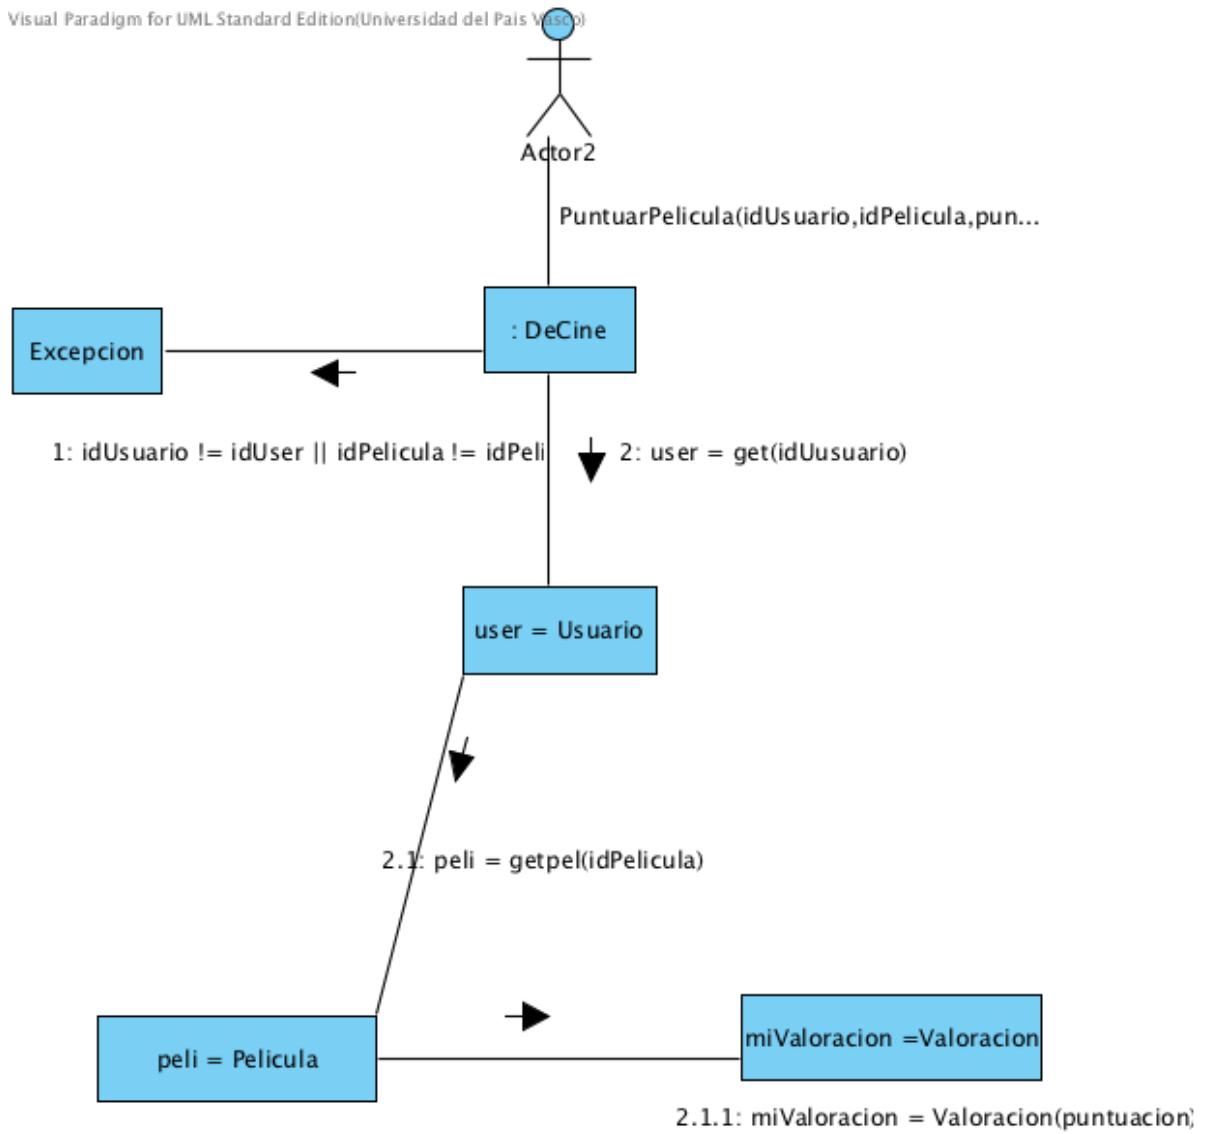 Visual Paradigm for UML Standard Edition(Universidad del Pais Vasco)
Actor2
PuntuarPelicula(idUsuario,idPelicula,pun...
: DeCine
Excepcion
1: idUsuario != idUser || idPelicula != idPeli
2: user = get(idUusuario)
user = Usuario
2.1: peli = getpel(idPelicula)
miValoracion =Valoracion
peli = Pelicula
2.1.1: miValoracion = Valoracion(puntuacion)